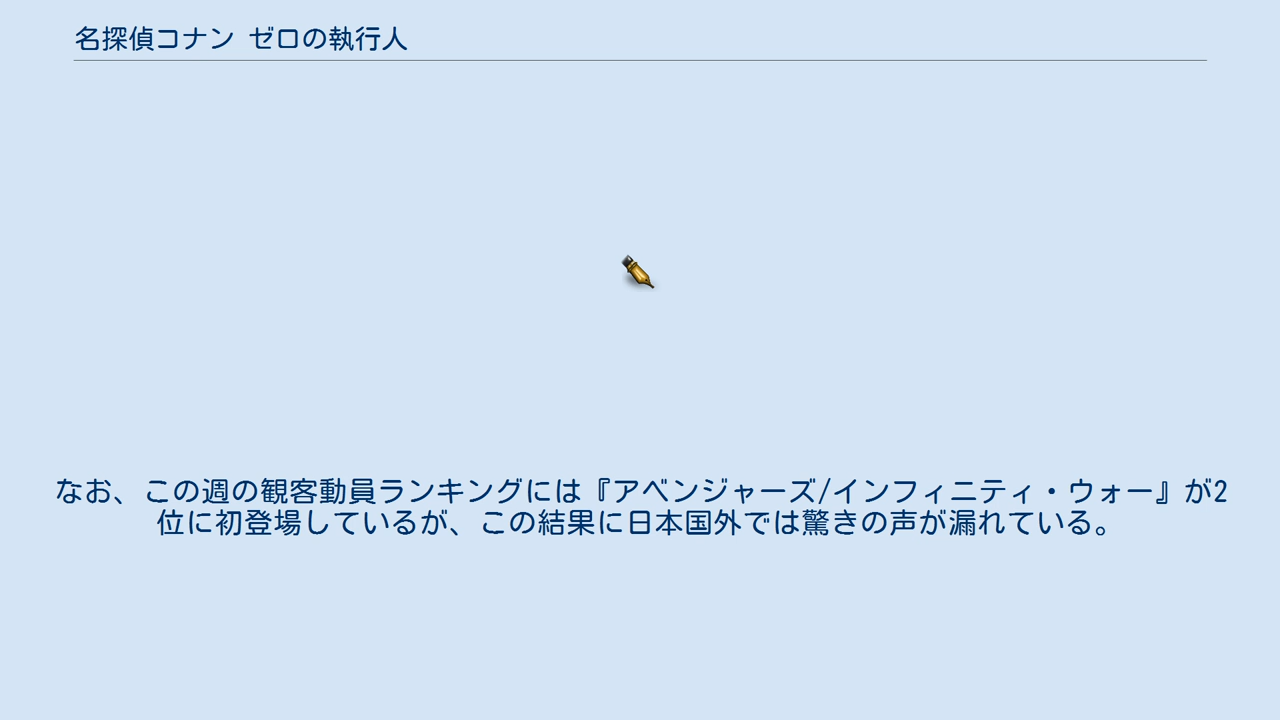 名探偵コナン ゼロの執行人
なお、この週の観客動員ランキングには『アベンジャーズ/インフィニティ・ウォー』が2
位に初登場しているが、この結果に日本国外では驚きの声が漏れている。